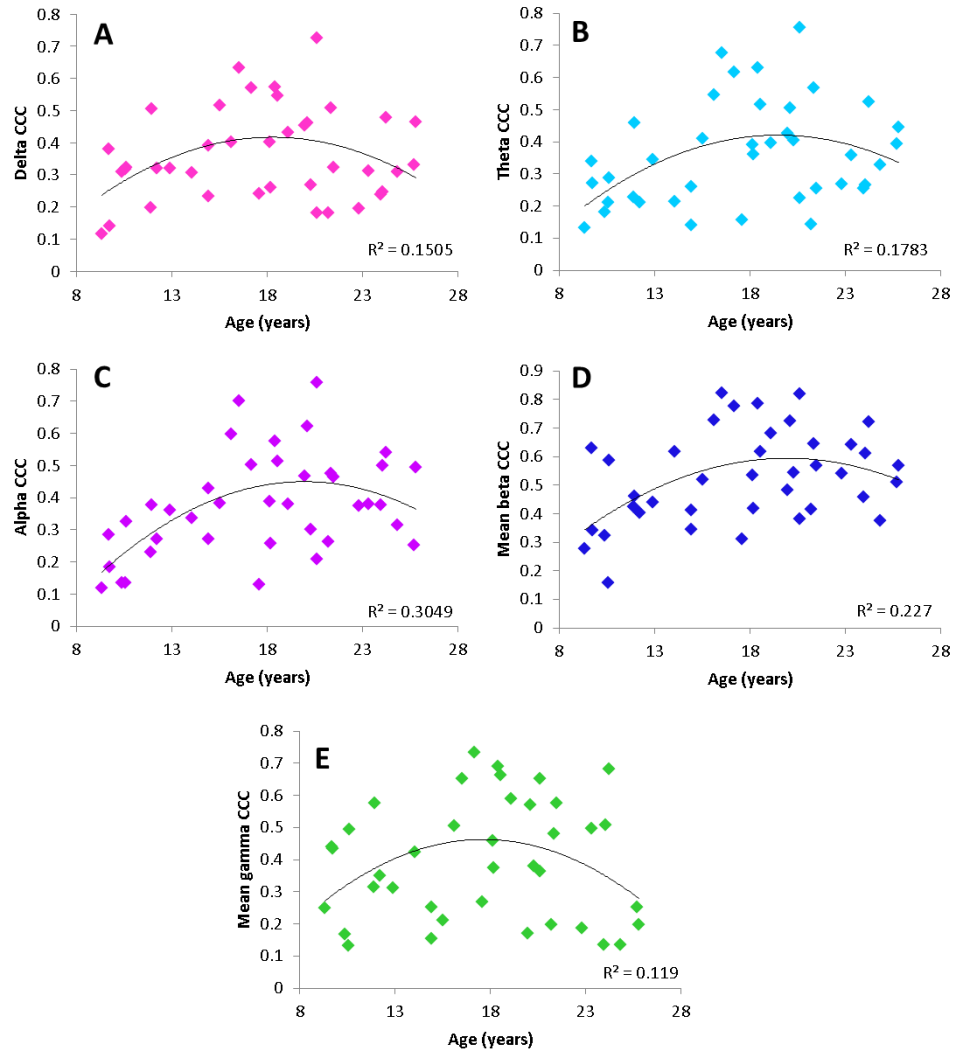 A
Delta CCC
0.8
0.7
0.6
0.5
0.4
0.3
0.2
0.1
0
R² = 0.1505
8 13 18 23 28
Age (years)
B
Theta CCC
0.8
0.7
0.6
0.5
0.4
0.3
0.2
0.1
0
R² = 0.1783
8 13 18 23 28
Age (years)
C
Alpha CCC
0.8
0.7
0.6
0.5
0.4
0.3
0.2
0.1
0
R² = 0.3049
8 13 18 23 28
Age (years)
D
Mean beta CCC
0.9
0.8
0.7
0.6
0.5
0.4
0.3
0.2
0.1
0
R² = 0.227
8 13 18 23 28
Age (years)
E
Mean gamma CCC
0.8
0.7
0.6
0.5
0.4
0.3
0.2
0.1
0
R² = 0.119
8 13 18 23 28
Age (years)